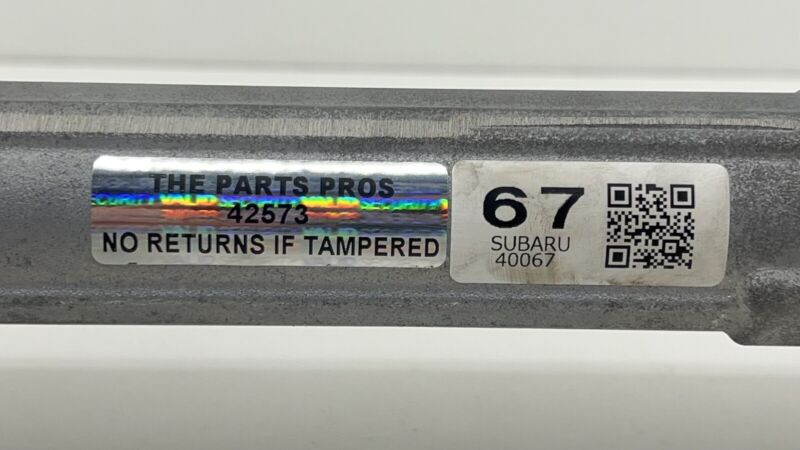 THE PARTS PROS
42573
NO RETURNS IF TAMPERED
67
SUBARU
40067